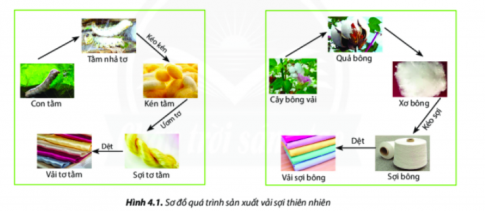 Tằm nhả tơ
Kéo kén
Con tằm
Kén tằm
Ươm tơ
Dệt
Vải tơ tằm
Sợi tơ tằm
Quả bông
Cây bông vải
Xơ bông
Kéo sợi
Dệt
Vải sợi bông
Sợi bông
Hình 4.1. Sơ đồ quá trình sản xuất vải sợi thiên nhiên